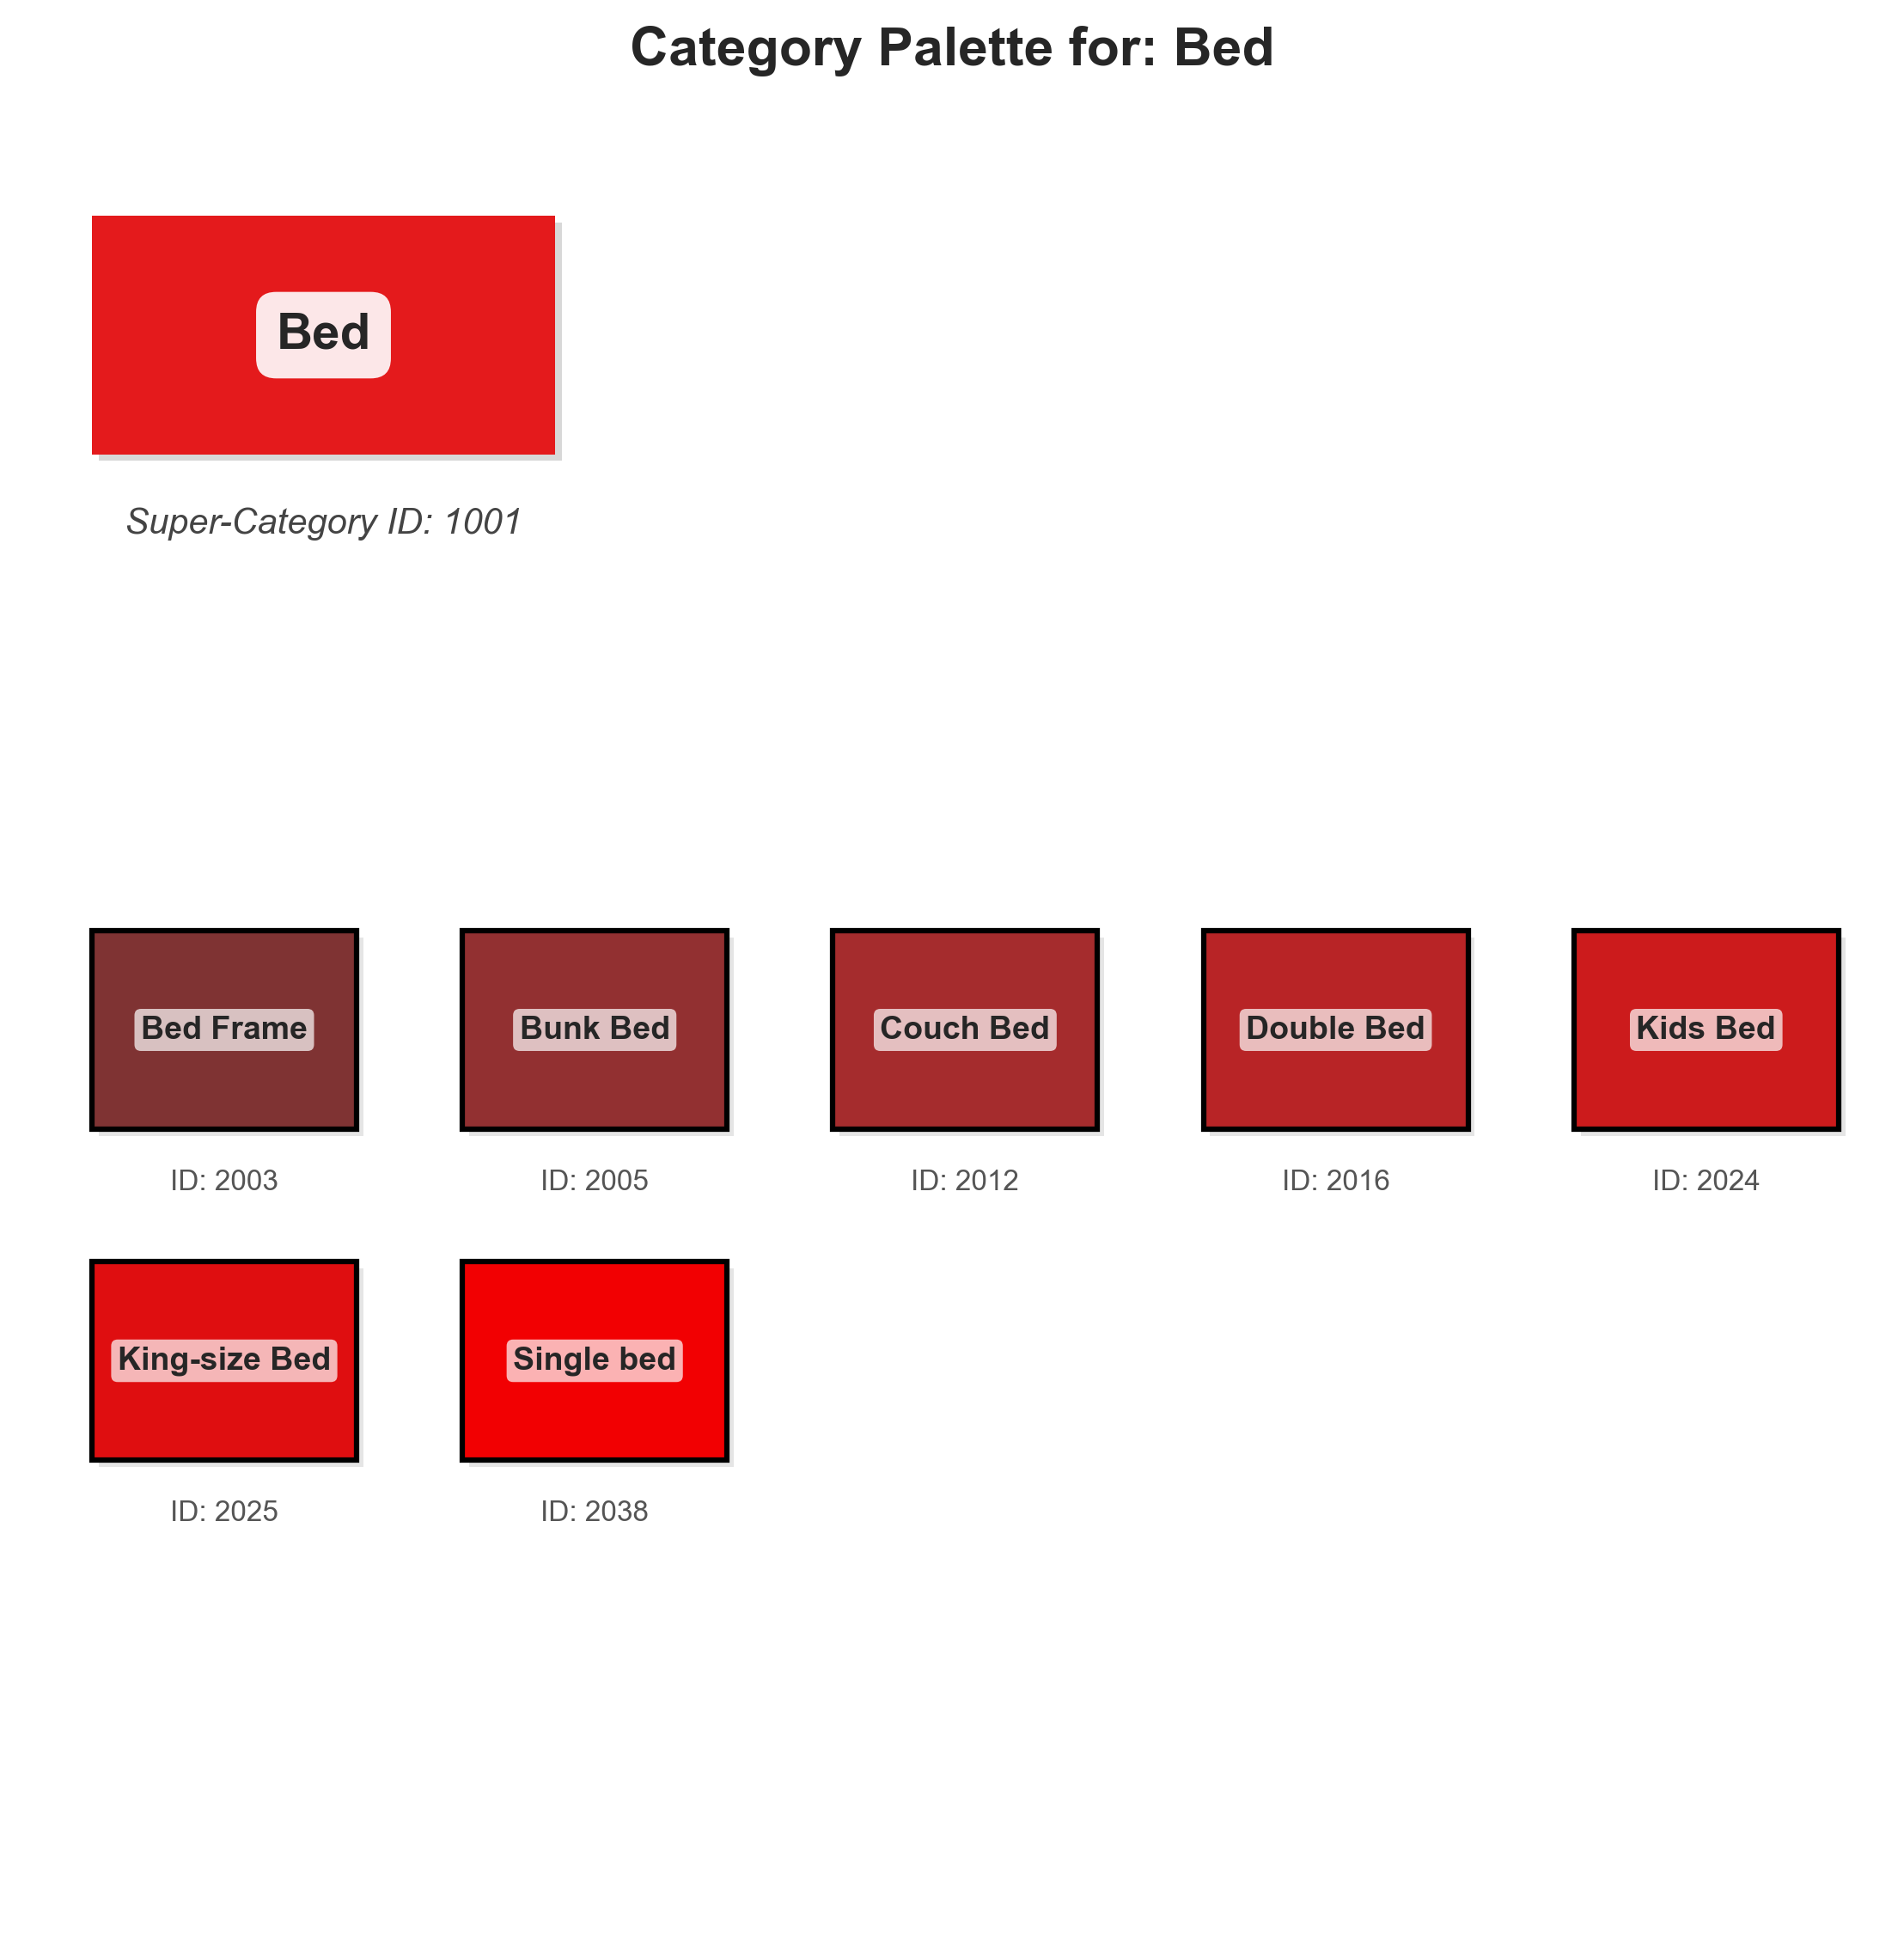 Category Palette for: Bed
Bed
Super-Category ID: 1001
Bed Frame
Bunk Bed
Couch Bed
Double Bed
Kids Bed
ID: 2003
ID: 2005
ID: 2012
ID: 2016
ID: 2024
King-size Bed
Single bed
ID: 2025
ID: 2038